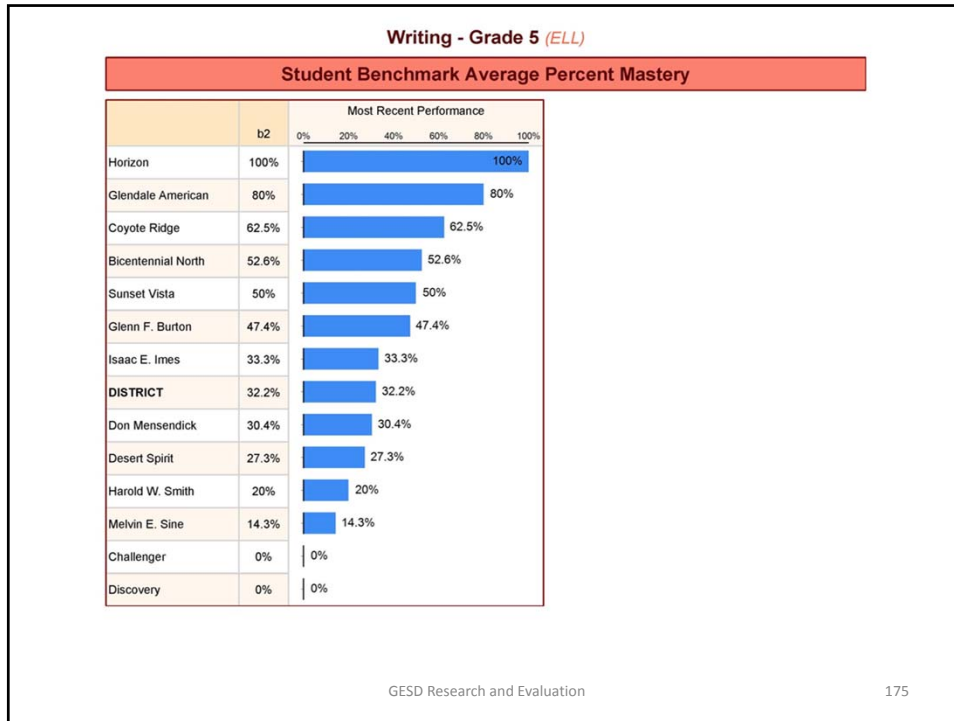 Writing - Grade 5 (ELL)
Student Benchmark Average Percent Mastery
Most Recent Performance
b2 0% 20% 40% 60% 80% 100%
Horizon 100% 100%
Glendale American 80% 80%
Coyote Ridge 62.5% 62.5%
Bicentennial North 52.6% 52.6%
Sunset Vista 50% 50%
Glenn F. Burton 47.4% 47.4%
Isaac E. Imes 33.3% 33.3%
DISTRICT 32.2% 32.2%
Don Mensendick 30.4% 30.4%
Desert Spirit 27.3% 27.3%
Harold W. Smith 20% 20%
Melvin E. Sine 14.3% 14.3%
Challenger 0% 0%
Discovery 0% 0%
GESD Research and Evaluation 175